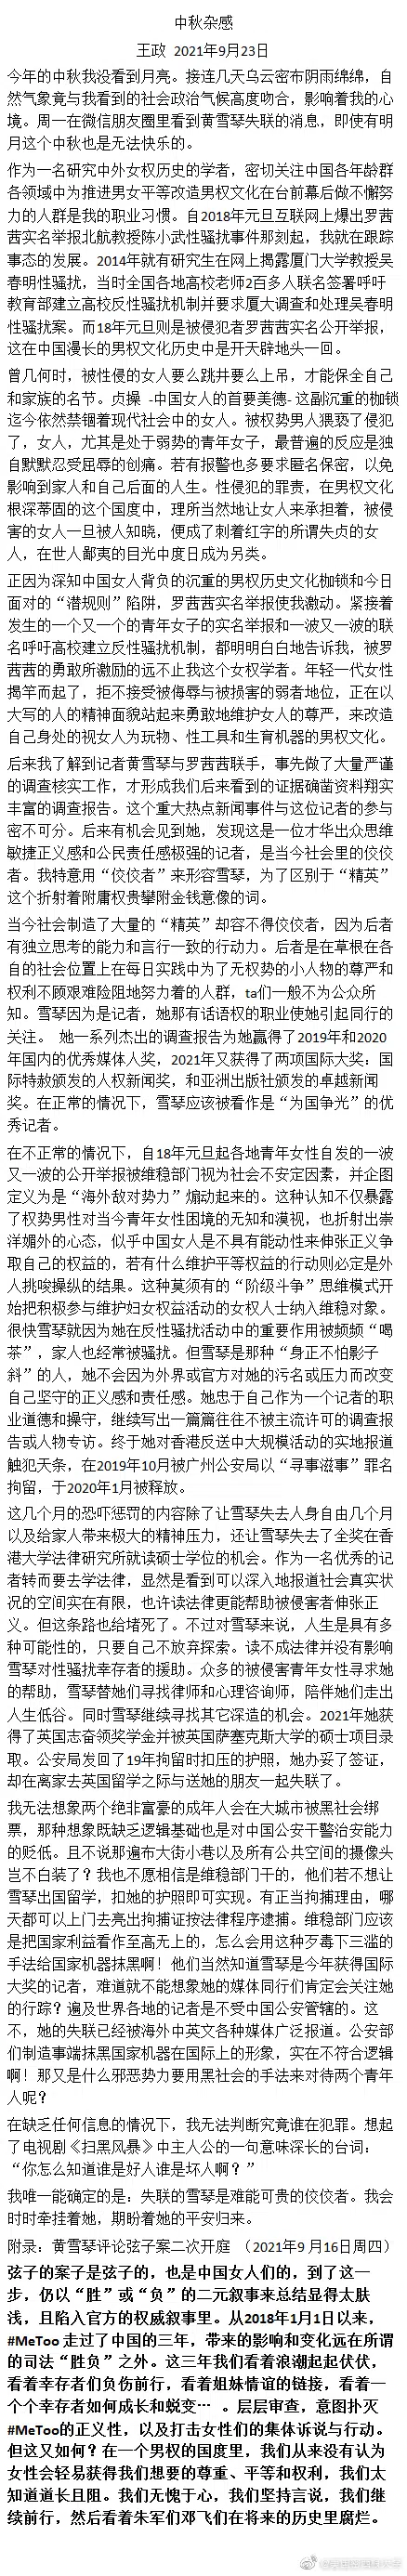 中秋杂感
王政 2021年9月23日
今年的中秋我没看到月亮。接连几天乌云密布阴雨绵绵，自
然气象竟与我看到的社会政治气候高度吻合，影响着我的心
境。周一在微信朋友圈里看到黄雪琴失联的消息，即使有明
月这个中秋也是无法快乐的。
作为一名研究中外女权历史的学者，密切关注中国各年龄群
各领域中为推进男女平等改造男权文化在台前幕后做不懈努
力的人群是我的职业习惯。自2018年元旦互联网上爆出罗茜
茜实名举报北航教授陈小武性骚扰事件那刻起，我就在跟踪
事态的发展。2014年就有研究生在网上揭露厦门大学教授吴
春明性骚扰，当时全国各地高校老师2百多人联名签署呼吁
教育部建立高校反性骚扰机制并要求厦大调查和处理吴春明
性骚扰案。而18年元旦则是被侵犯者罗茜茜实名公开举报，
这在中国漫长的男权文化历史中是开天辟地头一回。
曾几何时，被性侵的女人要么跳井要么上吊，才能保全自己
和家族的名节。贞操 -中国女人的首要美德- 这副沉重的枷锁
迄今依然禁锢着现代社会中的女人。被权势男人猥亵了侵犯
了，女人，尤其是处于弱势的青年女子，最普遍的反应是独
自默默忍受屈辱的创痛。若有报警也多要求匿名保密，以免
影响到家人和自己后面的人生。性侵犯的罪责，在男权文化
根深蒂固的这个国度中，理所当然地让女人来承担着，被侵
害的女人一旦被人知晓，便成了刺着红字的所谓失贞的女
人，在世人鄙夷的目光中度日成为另类。
正因为深知中国女人背负的沉重的男权历史文化枷锁和今日
面对的“潜规则”陷阱，罗茜茜实名举报使我激动。紧接着
发生的一个又一个的青年女子的实名举报和一波又一波的联
名呼吁高校建立反性骚扰机制，都明明白白地告诉我，被罗
茜茜的勇敢所激励的远不止我这个女权学者。年轻一代女性
揭竿而起了，拒不接受被侮辱与被损害的弱者地位，正在以
大写的人的精神面貌站起来勇敢地维护女人的尊严，来改造
自己身处的视女人为玩物、性工具和生育机器的男权文化。
后来我了解到记者黄雪琴与罗茜茜联手，事先做了大量严谨
的调查核实工作，才形成我们后来看到的证据确凿资料翔实
丰富的调查报告。这个重大热点新闻事件与这位记者的参与
密不可分。后来有机会见到她，发现这是一位才华出众思维
敏捷正义感和公民责任感极强的记者，是当今社会里的佼佼
者。我特意用“佼佼者”来形容雪琴，为了区别于“精英”
这个折射着附庸权贵攀附金钱意像的词。
当今社会制造了大量的“精英”却容不得佼佼者，因为后者
有独立思考的能力和言行一致的行动力。后者是在草根在各
自的社会位置上在每日实践中为了无权势的小人物的尊严和
权利不顾艰难险阻地努力着的人群，ta们一般不为公众所
知。雪琴因为是记者，她那有话语权的职业使她引起同行的
关注。 她一系列杰出的调查报告为她赢得了2019年和2020
年国内的优秀媒体人奖，2021年又获得了两项国际大奖：国
际特赦颁发的人权新闻奖，和亚洲出版社颁发的卓越新闻
奖。在正常的情况下，雪琴应该被看作是“为国争光”的优
秀记者。
在不正常的情况下，自18年元旦起各地青年女性自发的一波
又一波的公开举报被维稳部门视为社会不安定因素，并企图
定义为是“海外敌对势力”煽动起来的。这种认知不仅暴露
了权势男性对当今青年女性困境的无知和漠视，也折射出崇
洋媚外的心态，似乎中国女人是不具有能动性来伸张正义争
取自己的权益的，若有什么维护平等权益的行动则必定是外
人挑唆操纵的结果。这种莫须有的“阶级斗争”思维模式开
始把积极参与维护妇女权益活动的女权人士纳入维稳对象。
很快雪琴就因为她在反性骚扰活动中的重要作用被频频“喝
茶”，家人也经常被骚扰。但雪琴是那种“身正不怕影子
斜”的人，她不会因为外界或官方对她的污名或压力而改变
自己坚守的正义感和责任感。她忠于自己作为一个记者的职
业道德和操守，继续写出一篇篇往往不被主流许可的调查报
告或人物专访。终于她对香港反送中大规模活动的实地报道
触犯天条，在2019年10月被广州公安局以“寻事滋事”罪名
拘留，于2020年1月被释放。
这几个月的恐吓惩罚的内容除了让雪琴失去人身自由几个月
以及给家人带来极大的精神压力，还让雪琴失去了全奖在香
港大学法律研究所就读硕士学位的机会。作为一名优秀的记
者转而要去学法律，显然是看到可以深入地报道社会真实状
况的空间实在有限，也许读法律更能帮助被侵害者伸张正
义。但这条路也给堵死了。不过对雪琴来说，人生是具有多
种可能性的，只要自己不放弃探索。读不成法律并没有影响
雪琴对性骚扰幸存者的援助。众多的被侵害青年女性寻求她
的帮助，雪琴替她们寻找律师和心理咨询师，陪伴她们走出
人生低谷。同时雪琴继续寻找其它深造的机会。2021年她获
得了英国志奋领奖学金并被英国萨塞克斯大学的硕士项目录
取。公安局发回了19年拘留时扣压的护照，她办妥了签证，
却在离家去英国留学之际与送她的朋友一起失联了。
我无法想象两个绝非富豪的成年人会在大城市被黑社会绑
票，那种想象既缺乏逻辑基础也是对中国公安干警治安能力
的贬低。且不说那遍布大街小巷以及所有公共空间的摄像头
岂不白装了？我也不愿相信是维稳部门干的，他们若不想让
雪琴出国留学，扣她的护照即可实现。有正当拘捕理由，哪
天都可以上门去亮出拘捕证按法律程序逮捕。维稳部门应该
是把国家利益看作至高无上的，怎么会用这种歹毒下三滥的
手法给国家机器抹黑啊！他们当然知道雪琴是今年获得国际
大奖的记者，难道就不能想象她的媒体同行们肯定会关注她
的行踪？遍及世界各地的记者是不受中国公安管辖的。这
不，她的失联已经被海外中英文各种媒体广泛报道。公安部
们制造事端抹黑国家机器在国际上的形象，实在不符合逻辑
啊！那又是什么邪恶势力要用黑社会的手法来对待两个青年
人呢？
在缺乏任何信息的情况下，我无法判断究竟谁在犯罪。想起
了电视剧《扫黑风暴》中主人公的一句意味深长的台词：
“你怎么知道谁是好人谁是坏人啊？”
我唯一能确定的是：失联的雪琴是难能可贵的佼佼者。我会
时时牵挂着她，期盼着她的平安归来。
附录：黄雪琴评论弦子案二次开庭 （2021年9月16日周四）
弦子的案子是弦子的，也是中国女人们的，到了这一
步，仍以“胜”或“负”的二元叙事来总结显得太肤
浅，且陷入官方的权威叙事里。从2018年1月1日以来，
#MeToo 走过了中国的三年，带来的影响和变化远在所谓
的司法“胜负”之外。这三年我们看着浪潮起起伏伏，
看着幸存者们负伤前行，看着姐妹情谊的链接，看着一
个个幸存者如何成长和蜕变… 。层层审查，意图扑灭
#MeToo的正义性，以及打击女性们的集体诉说与行动。
但这又如何？在一个男权的国度里，我们从来没有认为
女性会轻易获得我们想要的尊重、平等和权利，我们太
知道道长且阻。我们无愧于心，我们坚持言说，我们继
续前行，然后看着朱军们邓飞们在将来的历史里腐烂。